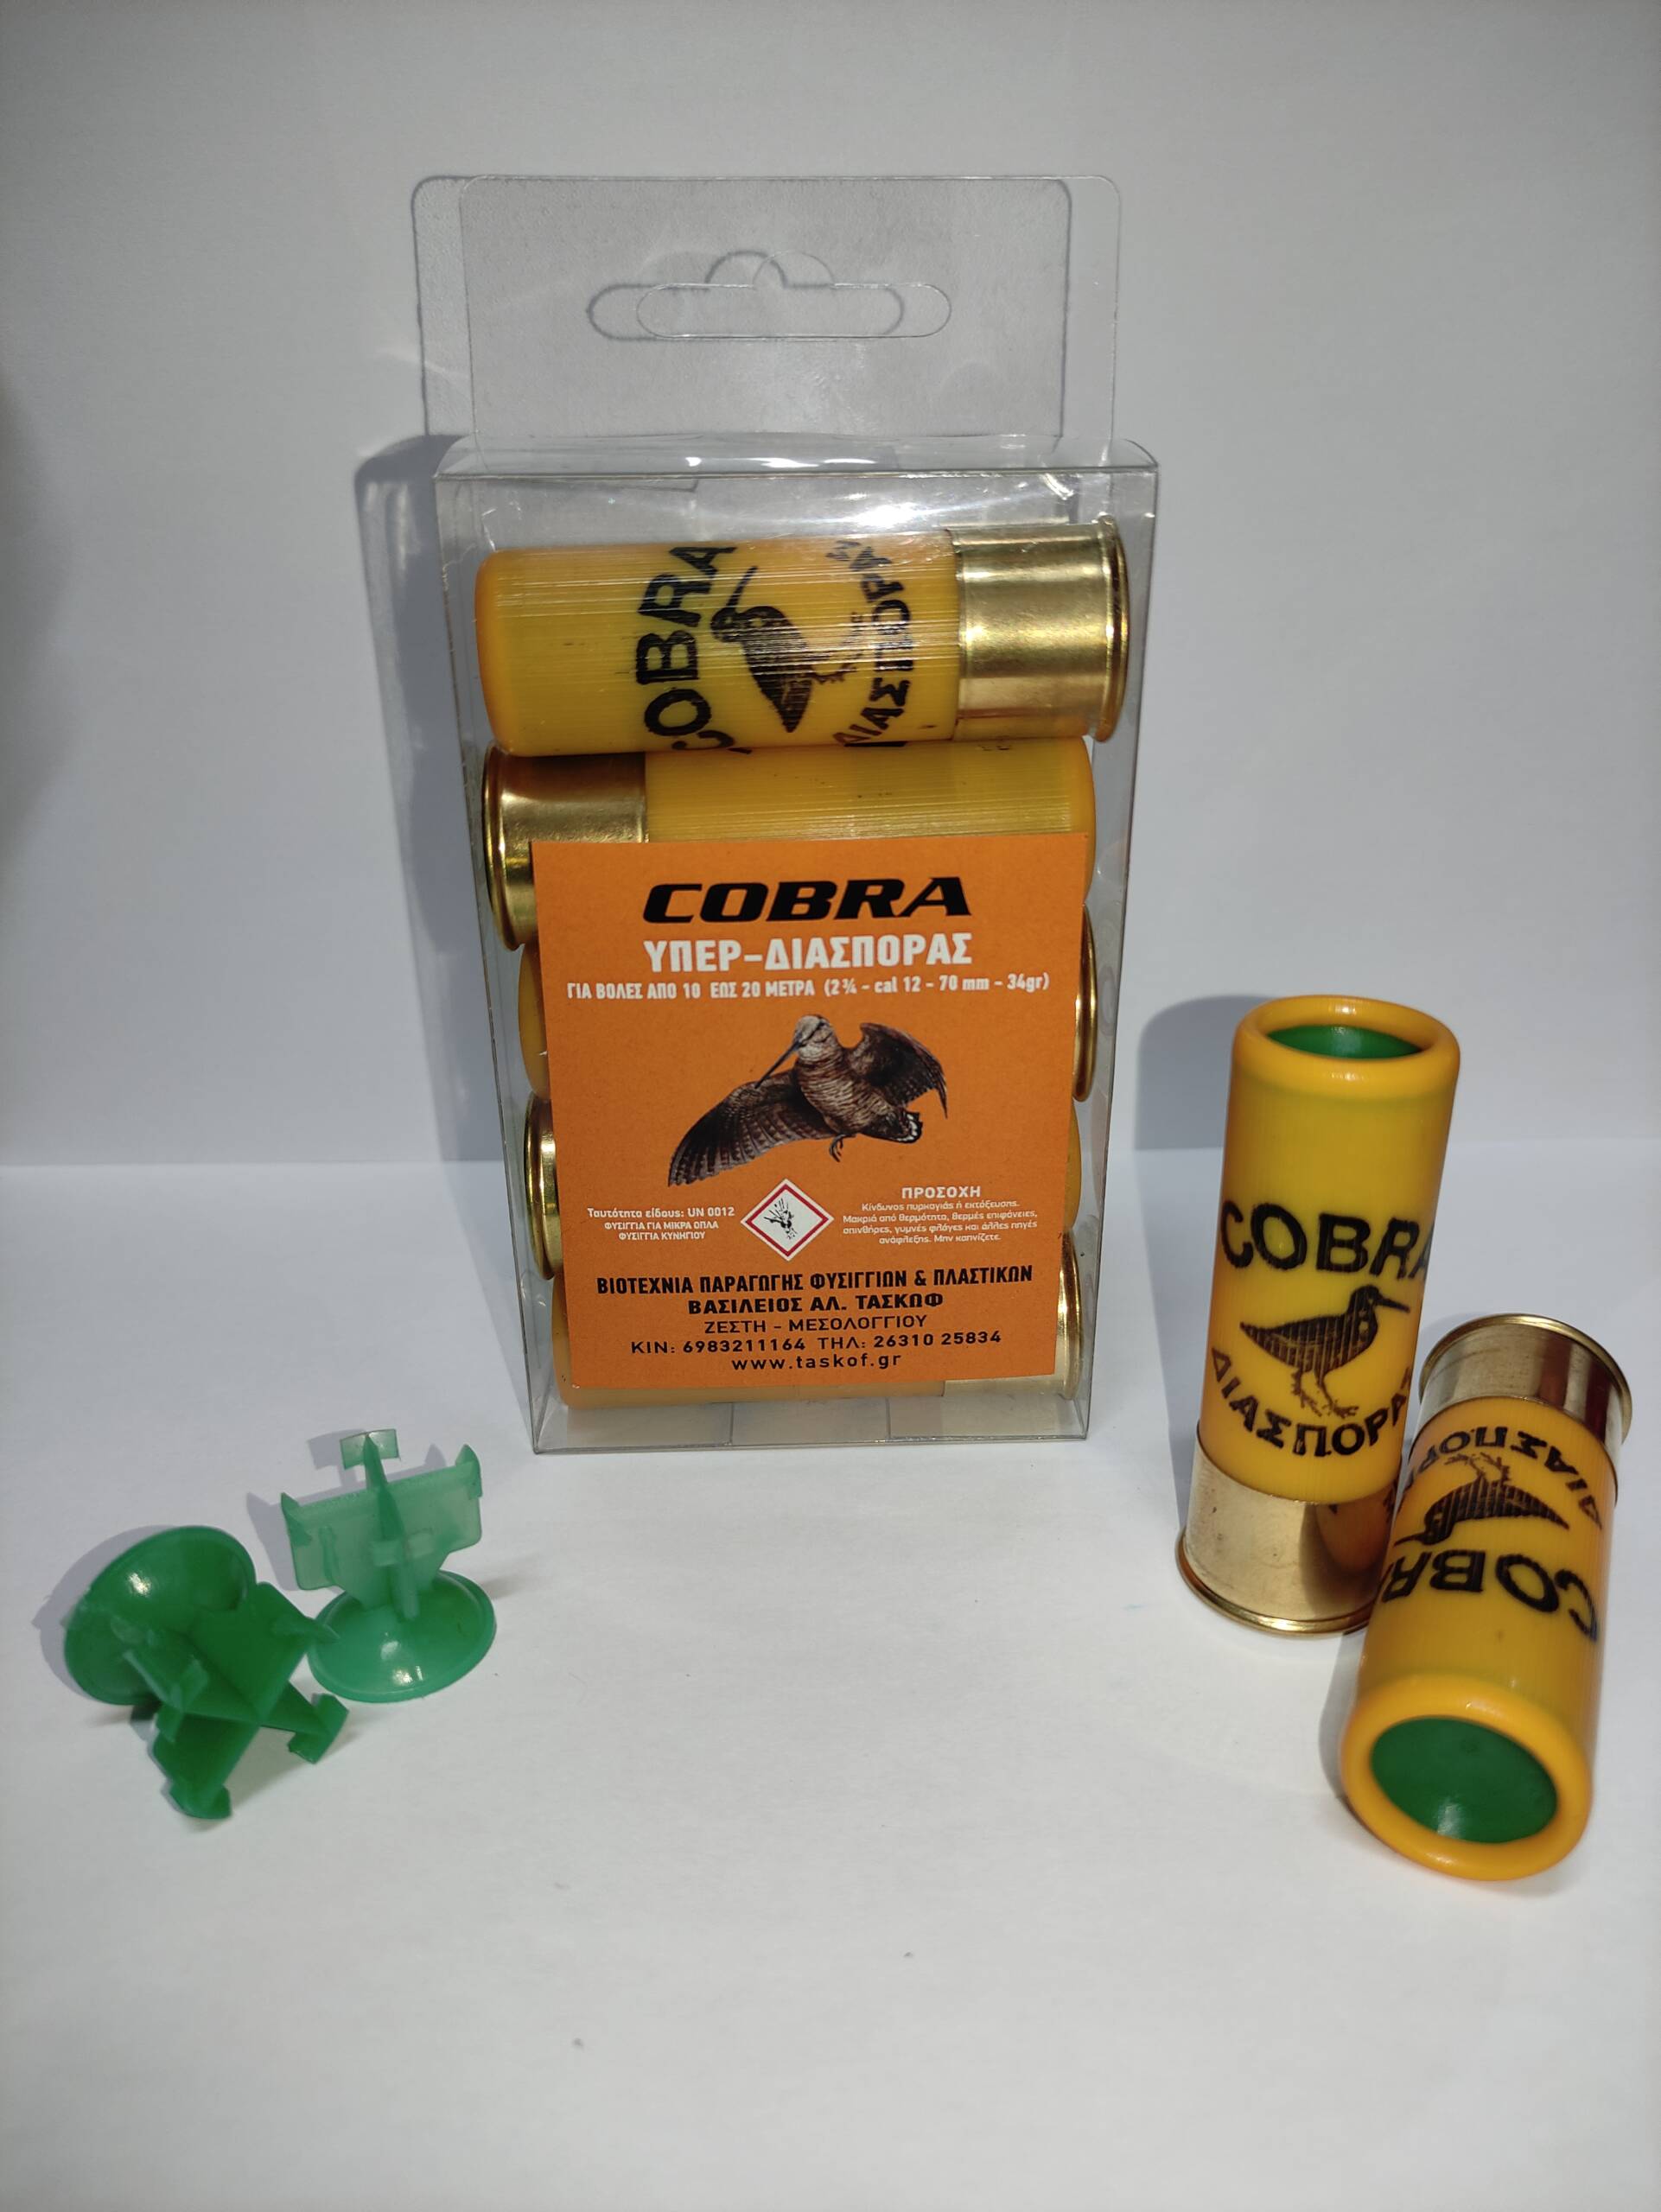 COBRA
ΔΙΑΣΠΟΡΑΣ
COBRA
ΥΠΕΡ-ΔΙΑΣΠΟΡΑΣ
ΓΙΑ ΒΟΛΕΣ ΑΠΟ 10 ΕΩΣ 20 ΜΕΤΡΑ (2¾ - cal 12 - 70 mm - 34gr)
Ταυτότητα είδους: UN 0012
ΦΥΣΙΓΓΙΑ ΓΙΑ ΜΙΚΡΑ ΟΠΛΑ
ΦΥΣΙΓΓΙΑ ΚΥΝΗΓΙΟΥ
ΠΡΟΣΟΧΗ
Κίνδυνος πυρκαγιάς ή εκτόξευσης.
Μακριά από θερμότητα, θερμές επιφάνειες,
σπινθήρες, γυμνές φλόγες και άλλες πηγές
ανάφλεξης. Μην καπνίζετε.
ΒΙΟΤΕΧΝΙΑ ΠΑΡΑΓΩΓΗΣ ΦΥΣΙΓΓΙΩΝ & ΠΛΑΣΤΙΚΩΝ
ΒΑΣΙΛΕΙΟΣ ΑΛ. ΤΑΣΚΩΦ
ΖΕΣΤΗ - ΜΕΣΟΛΟΓΓΙΟΥ
ΚΙΝ: 6983211164 ΤΗΛ: 26310 25834
www.taskof.gr
COBRA
ΔΙΑΣΠΟΡΑΣ
COBR
ΔΙΑΣΠΟΡ